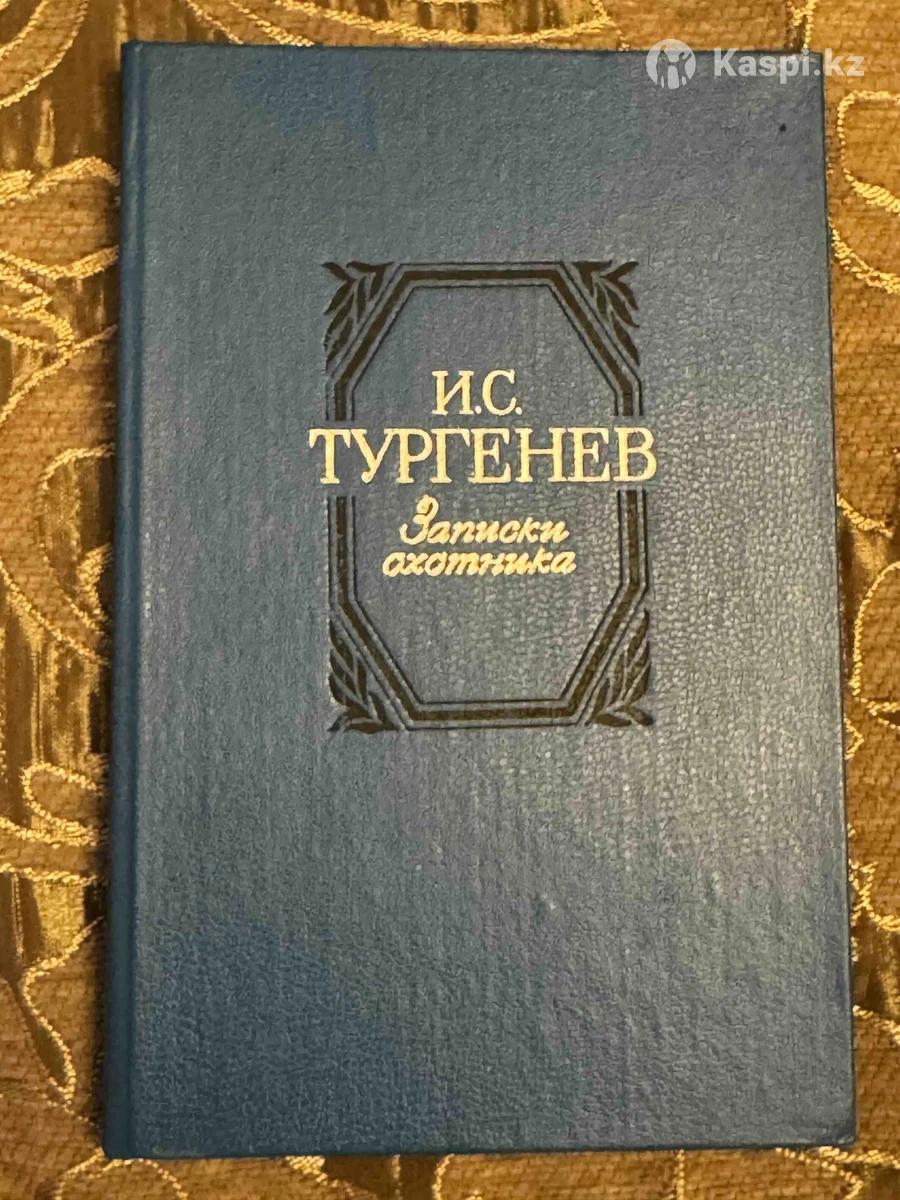 Kaspi.kz
И.С.
ТУРГЕНЕВ
Записки
охотника